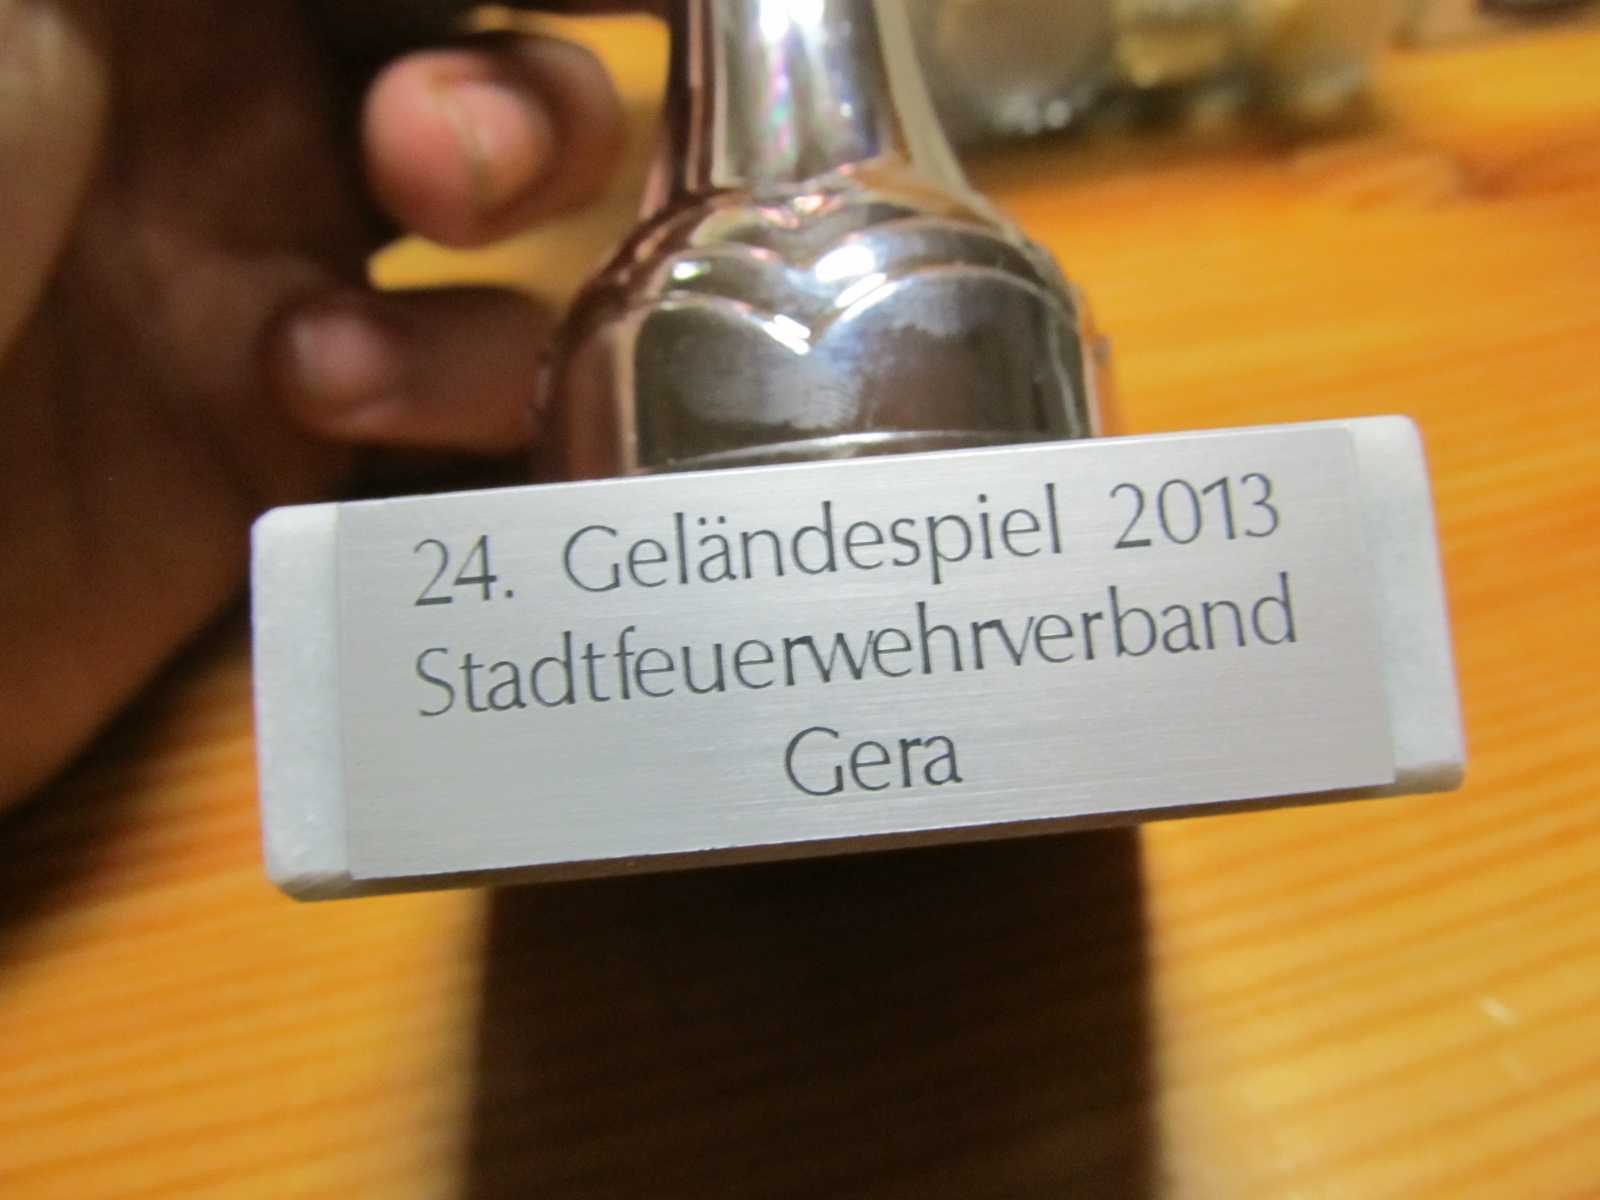 24. Geländespiel 2013
Stadtfeuerwehrverband
Gera